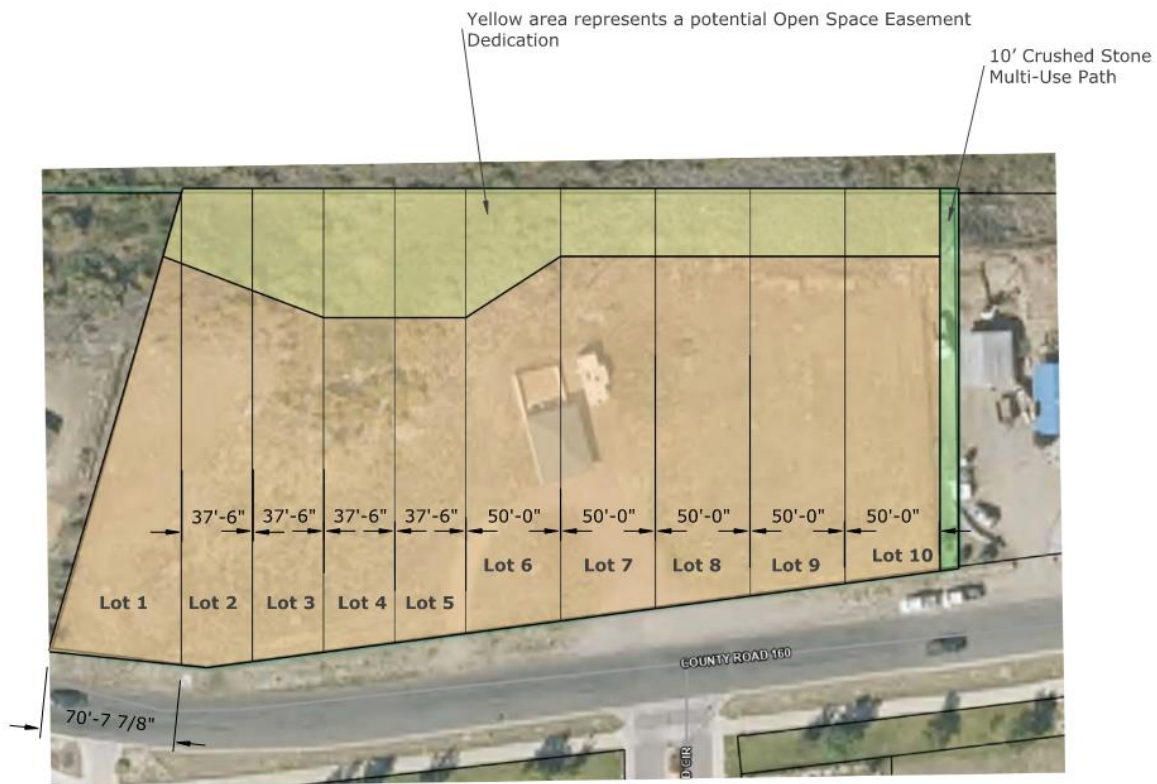 Yellow area represents a potential Open Space Easement
Dedication
10' Crushed Stone
Multi-Use Path
37'-6" 37'-6" 37'-6" 37'-6" 50'-0" 50'-0" 50'-0" 50'-0" 50'-0"
Lot 1 Lot 2 Lot 3 Lot 4 Lot 5 Lot 6 Lot 7 Lot 8 Lot 9 Lot 10
COUNTY ROAD 160
70'-7 7/8"
D CIR